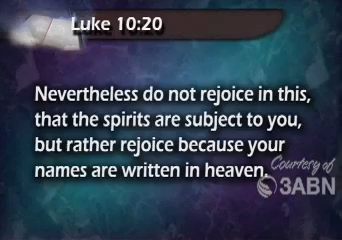 Luke 10:20
Nevertheless do not rejoice in this,
that the spirits are subject to you,
but rather rejoice because your
names are written in heaven.
Courtesy of
3ABN